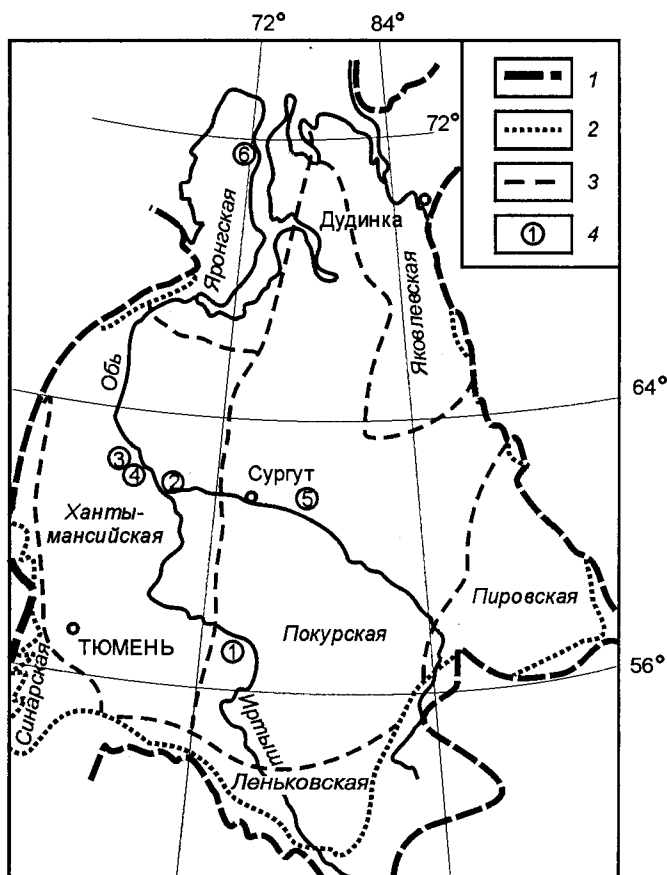 72° 84°
1
72°
2
3
6
4
1
Дудинка
Яронгская
Яковлевская
Обь
64°
3
4
2
Сургут
5
Ханты-
мансийская
Пировская
ТЮМЕНЬ
1
Покурская
56°
Синарская
Иртыш
Леньковская